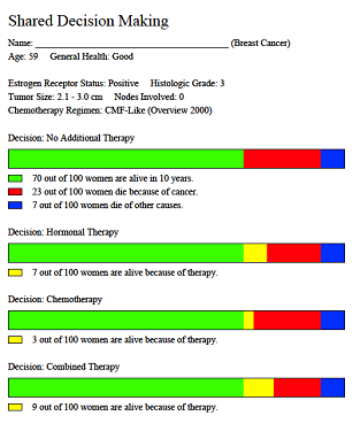 Shared Decision Making
Name: ______________________ (Breast Cancer)
Age: 59 General Health: Good
Estrogen Receptor Status: Positive Histologic Grade: 3
Tumor Size: 2.1 - 3.0 cm Nodes Involved: 0
Chemotherapy Regimen: CMF-Like (Overview 2000)
Decision: No Additional Therapy
70 out of 100 women are alive in 10 years.
23 out of 100 women die because of cancer.
7 out of 100 women die of other causes.
Decision: Hormonal Therapy
7 out of 100 women are alive because of therapy.
Decision: Chemotherapy
3 out of 100 women are alive because of therapy.
Decision: Combined Therapy
9 out of 100 women are alive because of therapy.